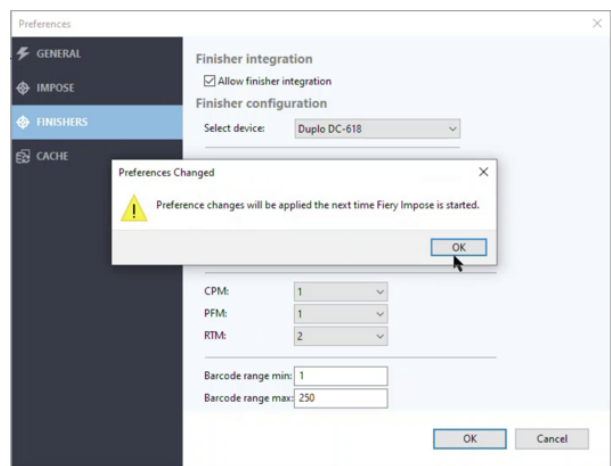 Preferences
GENERAL
IMPOSE
FINISHERS
CACHE
Finisher integration
Allow finisher integration
Finisher configuration
Select device: Duplo DC-618
Preferences Changed
Preference changes will be applied the next time Fiery Impose is started.
OK
CPM: 1
PFM: 1
RTM: 2
Barcode range min: 1
Barcode range max: 250
OK Cancel